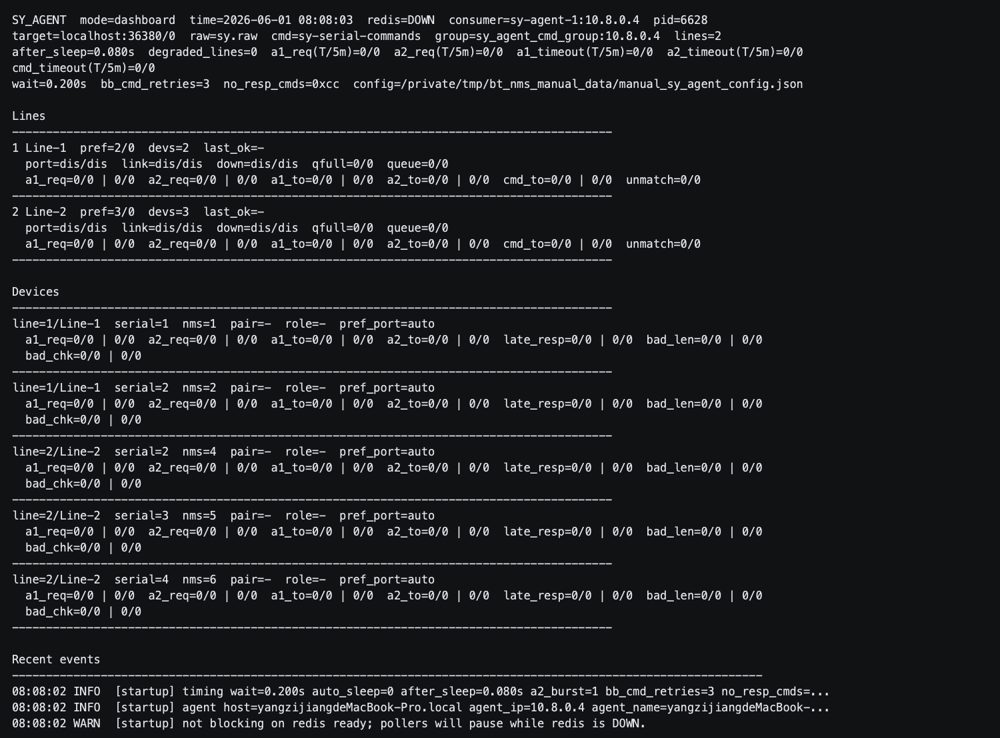 SY_AGENT  mode=dashboard  time=2026-06-01 08:08:03  redis=DOWN  consumer=sy-agent-1:10.8.0.4  pid=6628
target=localhost:36380/0  raw=sy.raw  cmd=sy-serial-commands  group=sy_agent_cmd_group:10.8.0.4  lines=2
after_sleep=0.080s  degraded_lines=0  a1_req(T/5m)=0/0  a2_req(T/5m)=0/0  a1_timeout(T/5m)=0/0  a2_timeout(T/5m)=0/0
cmd_timeout(T/5m)=0/0
wait=0.200s  bb_cmd_retries=3  no_resp_cmds=0xcc  config=/private/tmp/bt_nms_manual_data/manual_sy_agent_config.json
Lines
----------------------------------------------------------------------------------------
1 Line-1  pref=2/0  devs=2  last_ok=-
  port=dis/dis  link=dis/dis  down=dis/dis  qfull=0/0  queue=0/0
  a1_req=0/0 | 0/0  a2_req=0/0 | 0/0  a1_to=0/0 | 0/0  a2_to=0/0 | 0/0  cmd_to=0/0 | 0/0  unmatch=0/0
----------------------------------------------------------------------------------------
2 Line-2  pref=3/0  devs=3  last_ok=-
  port=dis/dis  link=dis/dis  down=dis/dis  qfull=0/0  queue=0/0
  a1_req=0/0 | 0/0  a2_req=0/0 | 0/0  a1_to=0/0 | 0/0  a2_to=0/0 | 0/0  cmd_to=0/0 | 0/0  unmatch=0/0
----------------------------------------------------------------------------------------
Devices
----------------------------------------------------------------------------------------
line=1/Line-1  serial=1  nms=1  pair=-  role=-  pref_port=auto
  a1_req=0/0 | 0/0  a2_req=0/0 | 0/0  a1_to=0/0 | 0/0  a2_to=0/0 | 0/0  late_resp=0/0 | 0/0  bad_len=0/0 | 0/0
  bad_chk=0/0 | 0/0
----------------------------------------------------------------------------------------
line=1/Line-1  serial=2  nms=2  pair=-  role=-  pref_port=auto
  a1_req=0/0 | 0/0  a2_req=0/0 | 0/0  a1_to=0/0 | 0/0  a2_to=0/0 | 0/0  late_resp=0/0 | 0/0  bad_len=0/0 | 0/0
  bad_chk=0/0 | 0/0
----------------------------------------------------------------------------------------
line=2/Line-2  serial=2  nms=4  pair=-  role=-  pref_port=auto
  a1_req=0/0 | 0/0  a2_req=0/0 | 0/0  a1_to=0/0 | 0/0  a2_to=0/0 | 0/0  late_resp=0/0 | 0/0  bad_len=0/0 | 0/0
  bad_chk=0/0 | 0/0
----------------------------------------------------------------------------------------
line=2/Line-2  serial=3  nms=5  pair=-  role=-  pref_port=auto
  a1_req=0/0 | 0/0  a2_req=0/0 | 0/0  a1_to=0/0 | 0/0  a2_to=0/0 | 0/0  late_resp=0/0 | 0/0  bad_len=0/0 | 0/0
  bad_chk=0/0 | 0/0
----------------------------------------------------------------------------------------
line=2/Line-2  serial=4  nms=6  pair=-  role=-  pref_port=auto
  a1_req=0/0 | 0/0  a2_req=0/0 | 0/0  a1_to=0/0 | 0/0  a2_to=0/0 | 0/0  late_resp=0/0 | 0/0  bad_len=0/0 | 0/0
  bad_chk=0/0 | 0/0
----------------------------------------------------------------------------------------
Recent events
--------------------------------------------------------------------------------------------------------------
08:08:02 INFO  [startup] timing wait=0.200s auto_sleep=0 after_sleep=0.080s a2_burst=1 bb_cmd_retries=3 no_resp_cmds=...
08:08:02 INFO  [startup] agent host=yangzijiangdeMacBook-Pro.local agent_ip=10.8.0.4 agent_name=yangzijiangdeMacBook-...
08:08:02 WARN  [startup] not blocking on redis ready; pollers will pause while redis is DOWN.